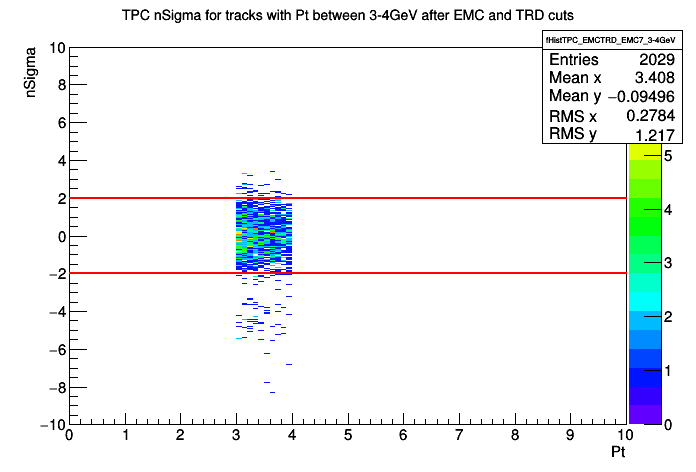 TPC nSigma for tracks with Pt between 3-4GeV after EMC and TRD cuts
fHistTPC_EMCTRD_EMC7_3-4GeV
Entries 2029
Mean x 3.408
Mean y −0.09496
RMS x 0.2784
RMS y 1.217
nSigma
10
8
6
4
2
0
−2
−4
−6
−8
−10
0 1 2 3 4 5 6 7 8 9 10
Pt
5
4
3
2
1
0